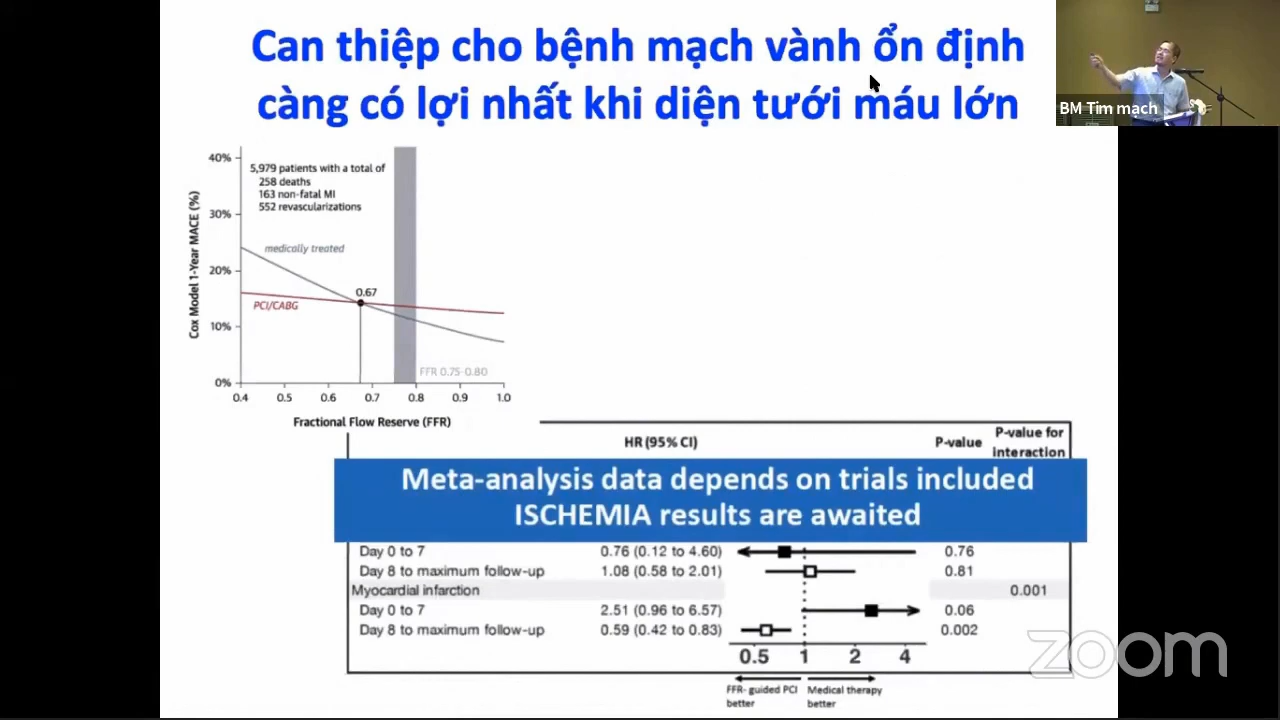 Can thiệp cho bệnh mạch vành ổn định
càng có lợi nhất khi diện tưới máu lớn
BM Tim mach
40%
30%
20%
10%
0%
Cox Model 1-Year MACE (%)
5,979 patients with a total of
258 deaths
163 non-fatal MI
552 revascularizations
medically treated
0.67
PCI/CABG
FFR 0.75-0.80
0.4 0.5 0.6 0.7 0.8 0.9 1.0
Fractional Flow Reserve (FFR)
HR (95% CI) P-value P-value for
interaction
Meta-analysis data depends on trials included
ISCHEMIA results are awaited
Day 0 to 7 0.76 (0.12 to 4.60) 0.76
Day 8 to maximum follow-up 1.08 (0.58 to 2.01) 0.81
Myocardial infarction 0.001
Day 0 to 7 2.51 (0.96 to 6.57) 0.06
Day 8 to maximum follow-up 0.59 (0.42 to 0.83) 0.002
0.5 1 2 4
FFR- guided PCI Medical therapy
better better
zoom